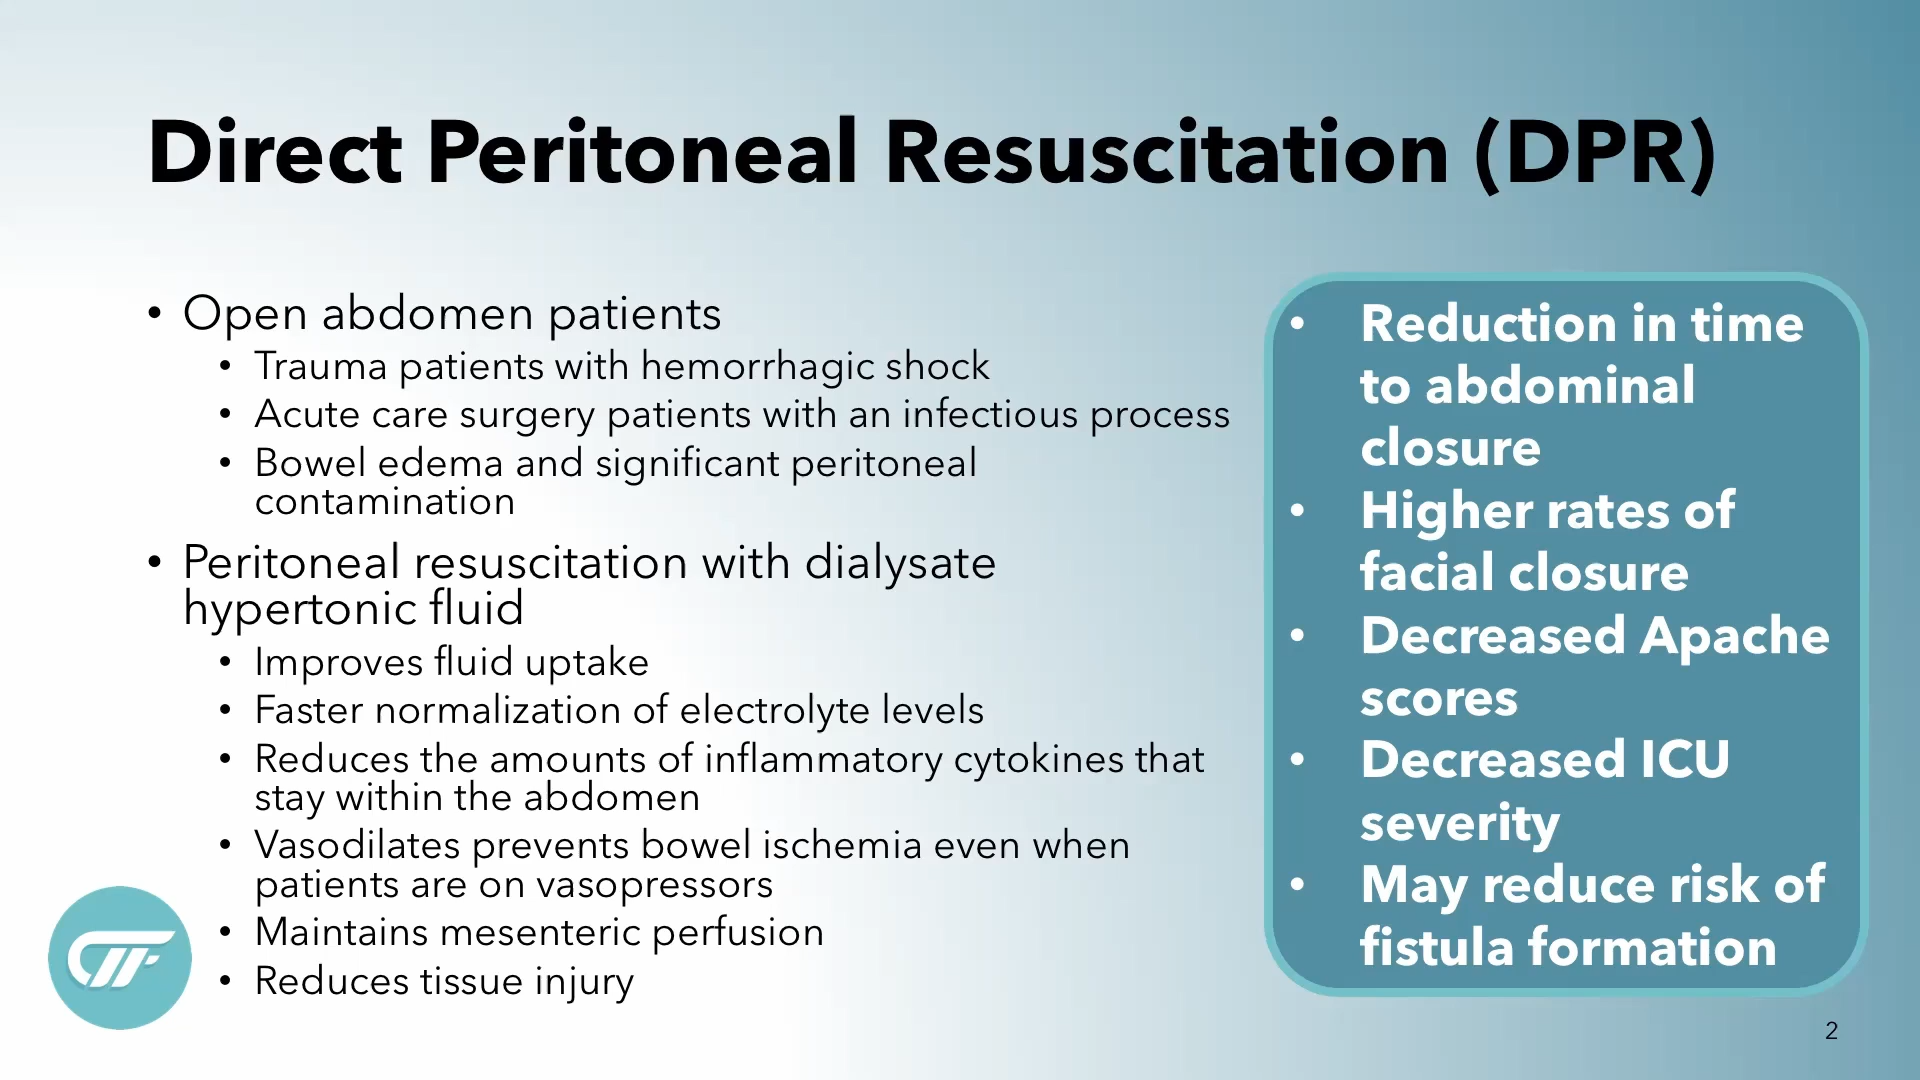 Direct Peritoneal Resuscitation (DPR)
• Open abdomen patients
• Trauma patients with hemorrhagic shock
• Acute care surgery patients with an infectious process
• Bowel edema and significant peritoneal
contamination
• Peritoneal resuscitation with dialysate
hypertonic fluid
• Improves fluid uptake
• Faster normalization of electrolyte levels
• Reduces the amounts of inflammatory cytokines that
stay within the abdomen
• Vasodilates prevents bowel ischemia even when
patients are on vasopressors
• Maintains mesenteric perfusion
• Reduces tissue injury
• Reduction in time
to abdominal
closure
• Higher rates of
facial closure
• Decreased Apache
scores
• Decreased ICU
severity
• May reduce risk of
fistula formation
2